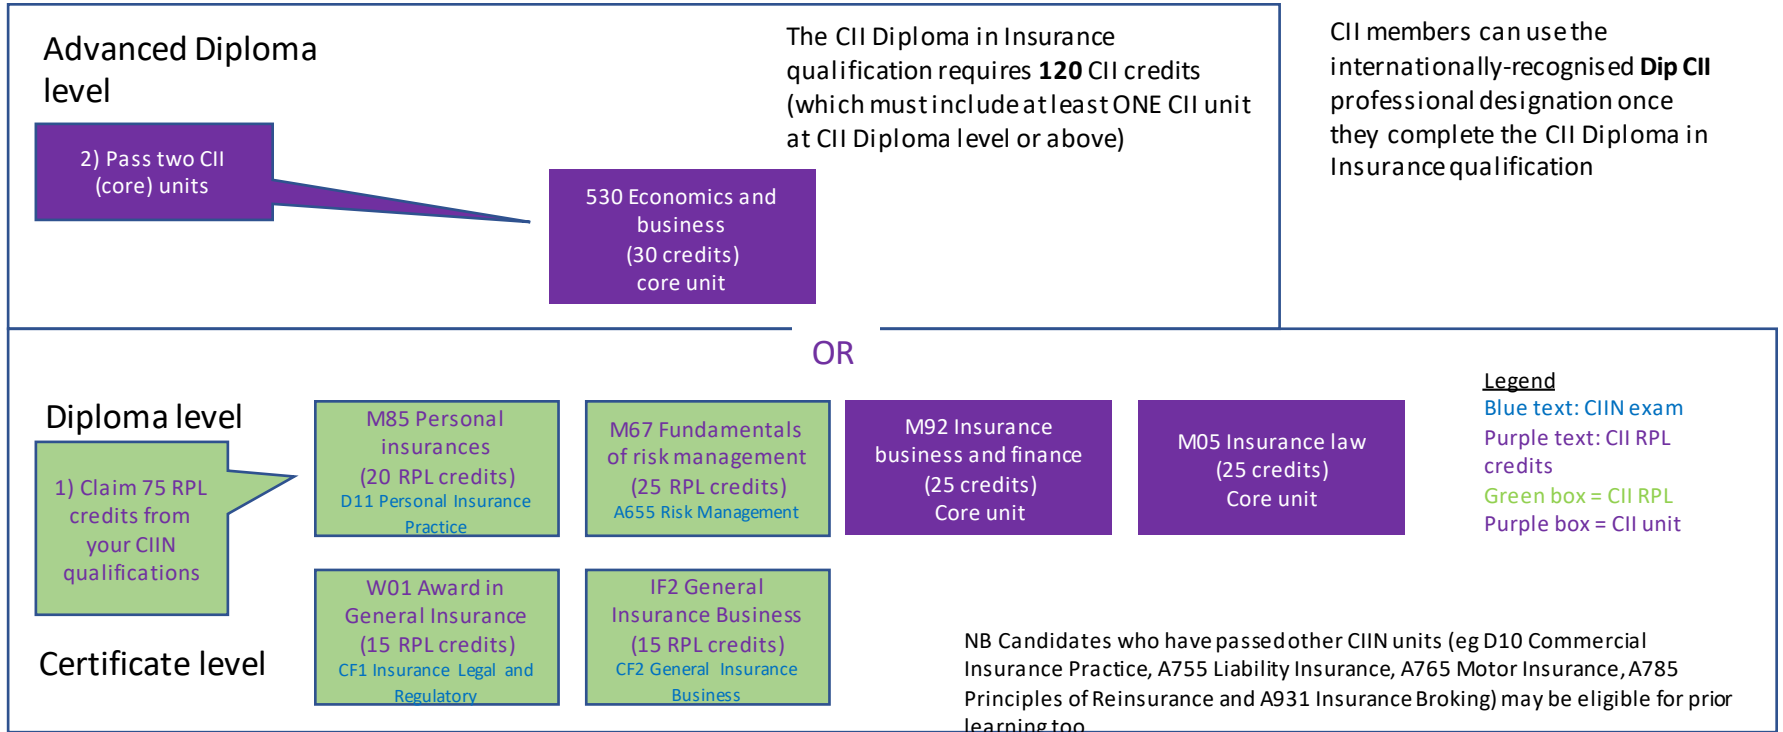 Advanced Diploma
level
2) Pass two CII
(core) units
530 Economics and
business
(30 credits)
core unit
The CII Diploma in Insurance
qualification requires 120 CII credits
(which must include at least ONE CII unit
at CII Diploma level or above)
CII members can use the
internationally-recognised Dip CII
professional designation once
they complete the CII Diploma in
Insurance qualification
OR
Diploma level
1) Claim 75 RPL
credits from
your CIIN
qualifications
Certificate level
M85 Personal
insurances
(20 RPL credits)
D11 Personal Insurance
Practice
M67 Fundamentals
of risk management
(25 RPL credits)
A655 Risk Management
M92 Insurance
business and finance
(25 credits)
Core unit
M05 Insurance law
(25 credits)
Core unit
Legend
Blue text: CIIN exam
Purple text: CII RPL
credits
Green box = CII RPL
Purple box = CII unit
W01 Award in
General Insurance
(15 RPL credits)
CF1 Insurance Legal and
Regulatory
IF2 General
Insurance Business
(15 RPL credits)
CF2 General Insurance
Business
NB Candidates who have passed other CIIN units (eg D10 Commercial
Insurance Practice, A755 Liability Insurance, A765 Motor Insurance, A785
Principles of Reinsurance and A931 Insurance Broking) may be eligible for prior
learning too